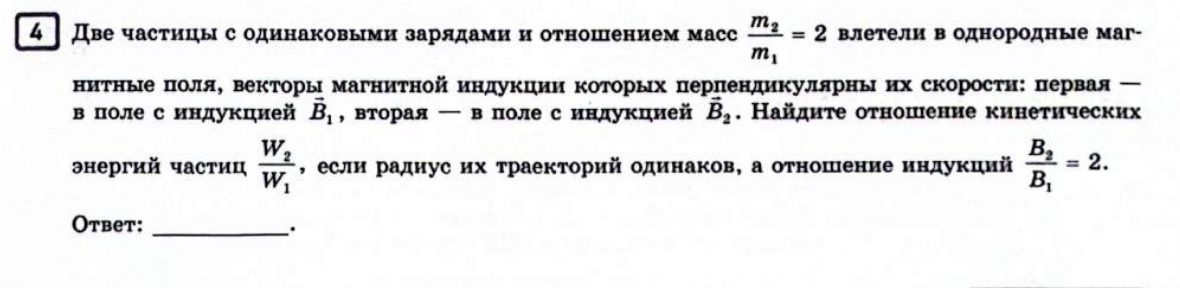 4 Две частицы с одинаковыми зарядами и отношением масс m₂/m₁ = 2 влетели в однородные маг-
нитные поля, векторы магнитной индукции которых перпендикулярны их скорости: первая —
в поле с индукцией B⃗₁, вторая — в поле с индукцией B⃗₂. Найдите отношение кинетических
энергий частиц W₂/W₁, если радиус их траекторий одинаков, а отношение индукций B₂/B₁ = 2.
Ответ: ____________.